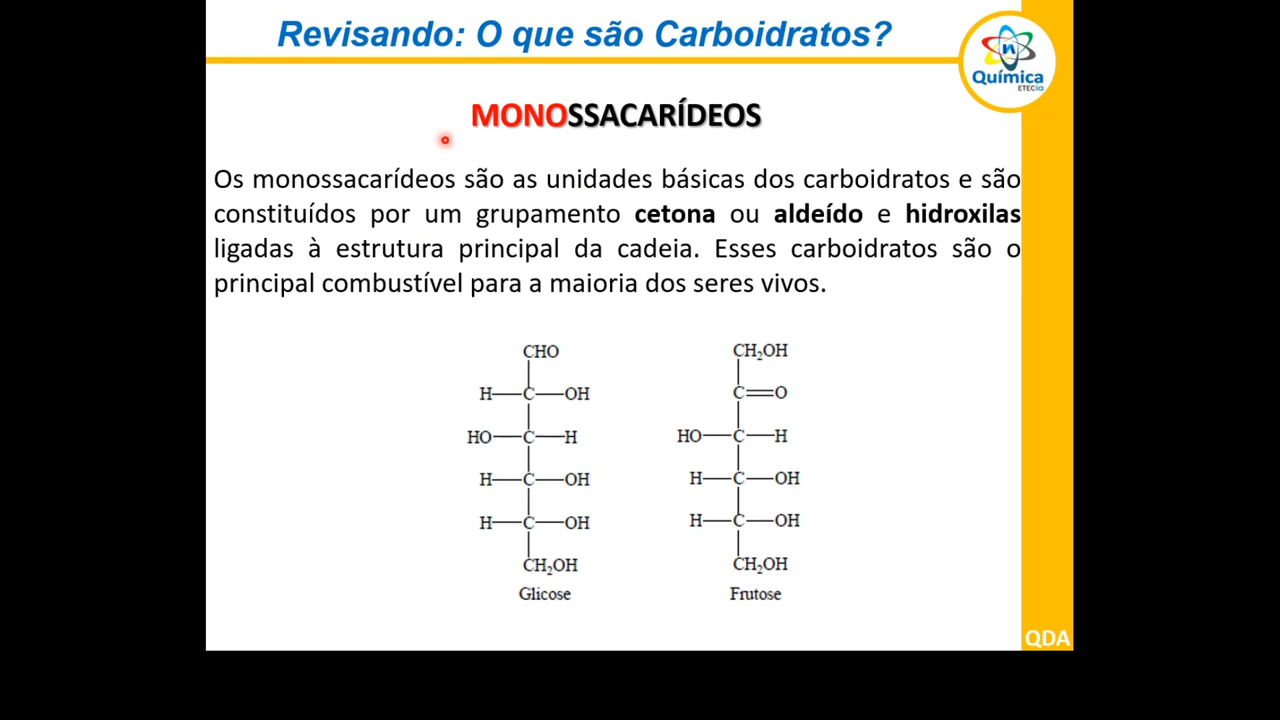 Revisando: O que são Carboidratos?
Química
ETECia
MONOSSACARÍDEOS
Os monossacarídeos são as unidades básicas dos carboidratos e são
constituídos por um grupamento cetona ou aldeído e hidroxilas
ligadas à estrutura principal da cadeia. Esses carboidratos são o
principal combustível para a maioria dos seres vivos.
CHO
H—C—OH
HO—C—H
H—C—OH
H—C—OH
CH₂OH
Glicose
CH₂OH
C=O
HO—C—H
H—C—OH
H—C—OH
CH₂OH
Frutose
QDA